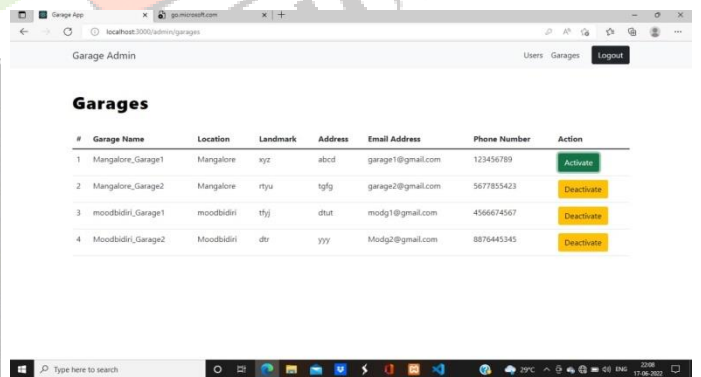 Garage App
go.microsoft.com
localhost:3000/admin/garages
Garage Admin
Users Garages Logout
Garages
# Garage Name Location Landmark Address Email Address Phone Number Action
1 Mangalore_Garage1 Mangalore xyz abcd garage1@gmail.com 123456789 Activate
2 Mangalore_Garage2 Mangalore rtyu tgfg garage2@gmail.com 5677855423 Deactivate
3 moodbidiri_Garage1 moodbidiri tfyj dtut modg1@gmail.com 4566674567 Deactivate
4 Moodbidiri_Garage2 Moodbidiri dtr yyy Modg2@gmail.com 8876445345 Deactivate
Type here to search
29°C ENG 22:08
17-06-2022